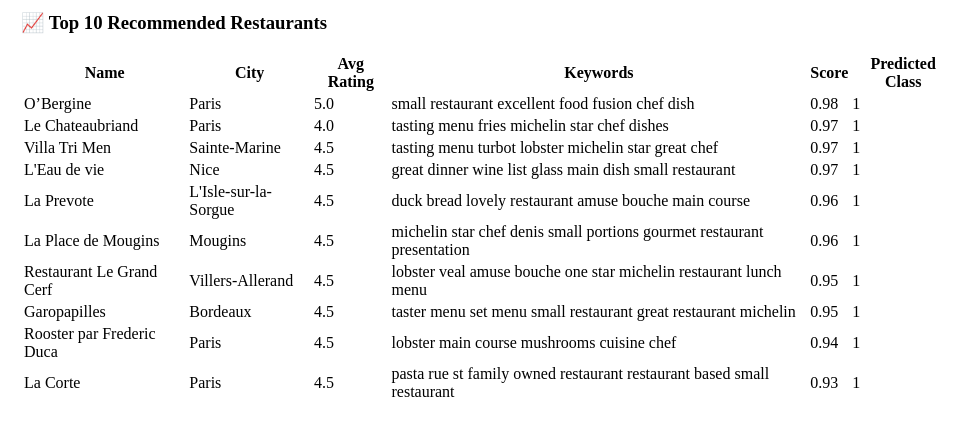 📈 Top 10 Recommended Restaurants
Name City Avg Rating Keywords Score Predicted Class
O’Bergine Paris 5.0 small restaurant excellent food fusion chef dish 0.98 1
Le Chateaubriand Paris 4.0 tasting menu fries michelin star chef dishes 0.97 1
Villa Tri Men Sainte-Marine 4.5 tasting menu turbot lobster michelin star great chef 0.97 1
L'Eau de vie Nice 4.5 great dinner wine list glass main dish small restaurant 0.97 1
La Prevote L'Isle-sur-la-Sorgue 4.5 duck bread lovely restaurant amuse bouche main course 0.96 1
La Place de Mougins Mougins 4.5 michelin star chef denis small portions gourmet restaurant presentation 0.96 1
Restaurant Le Grand Cerf Villers-Allerand 4.5 lobster veal amuse bouche one star michelin restaurant lunch menu 0.95 1
Garopapilles Bordeaux 4.5 taster menu set menu small restaurant great restaurant michelin 0.95 1
Rooster par Frederic Duca Paris 4.5 lobster main course mushrooms cuisine chef 0.94 1
La Corte Paris 4.5 pasta rue st family owned restaurant restaurant based small restaurant 0.93 1